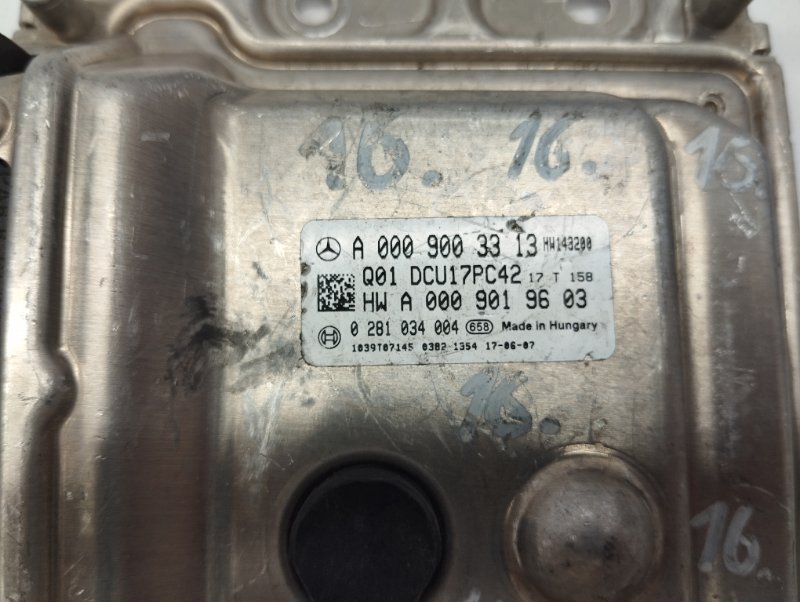 16. 16. 15.
A 000 900 33 13 HW143200
Q01 DCU17PC42 17 T 158
HW A 000 901 96 03
0 281 034 004 658 Made in Hungary
1039T07145 0382 1354 17-06-07
16.
16.